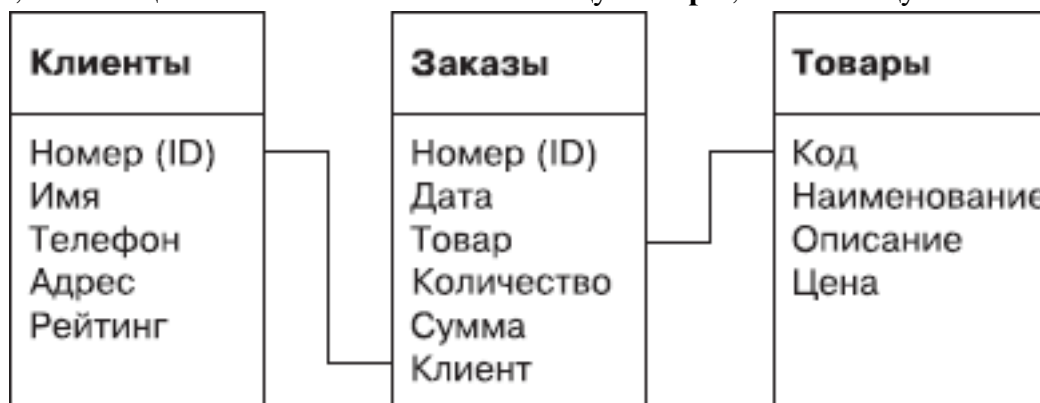 Клиенты
Номер (ID)
Имя
Телефон
Адрес
Рейтинг
Заказы
Номер (ID)
Дата
Товар
Количество
Сумма
Клиент
Товары
Код
Наименование
Описание
Цена